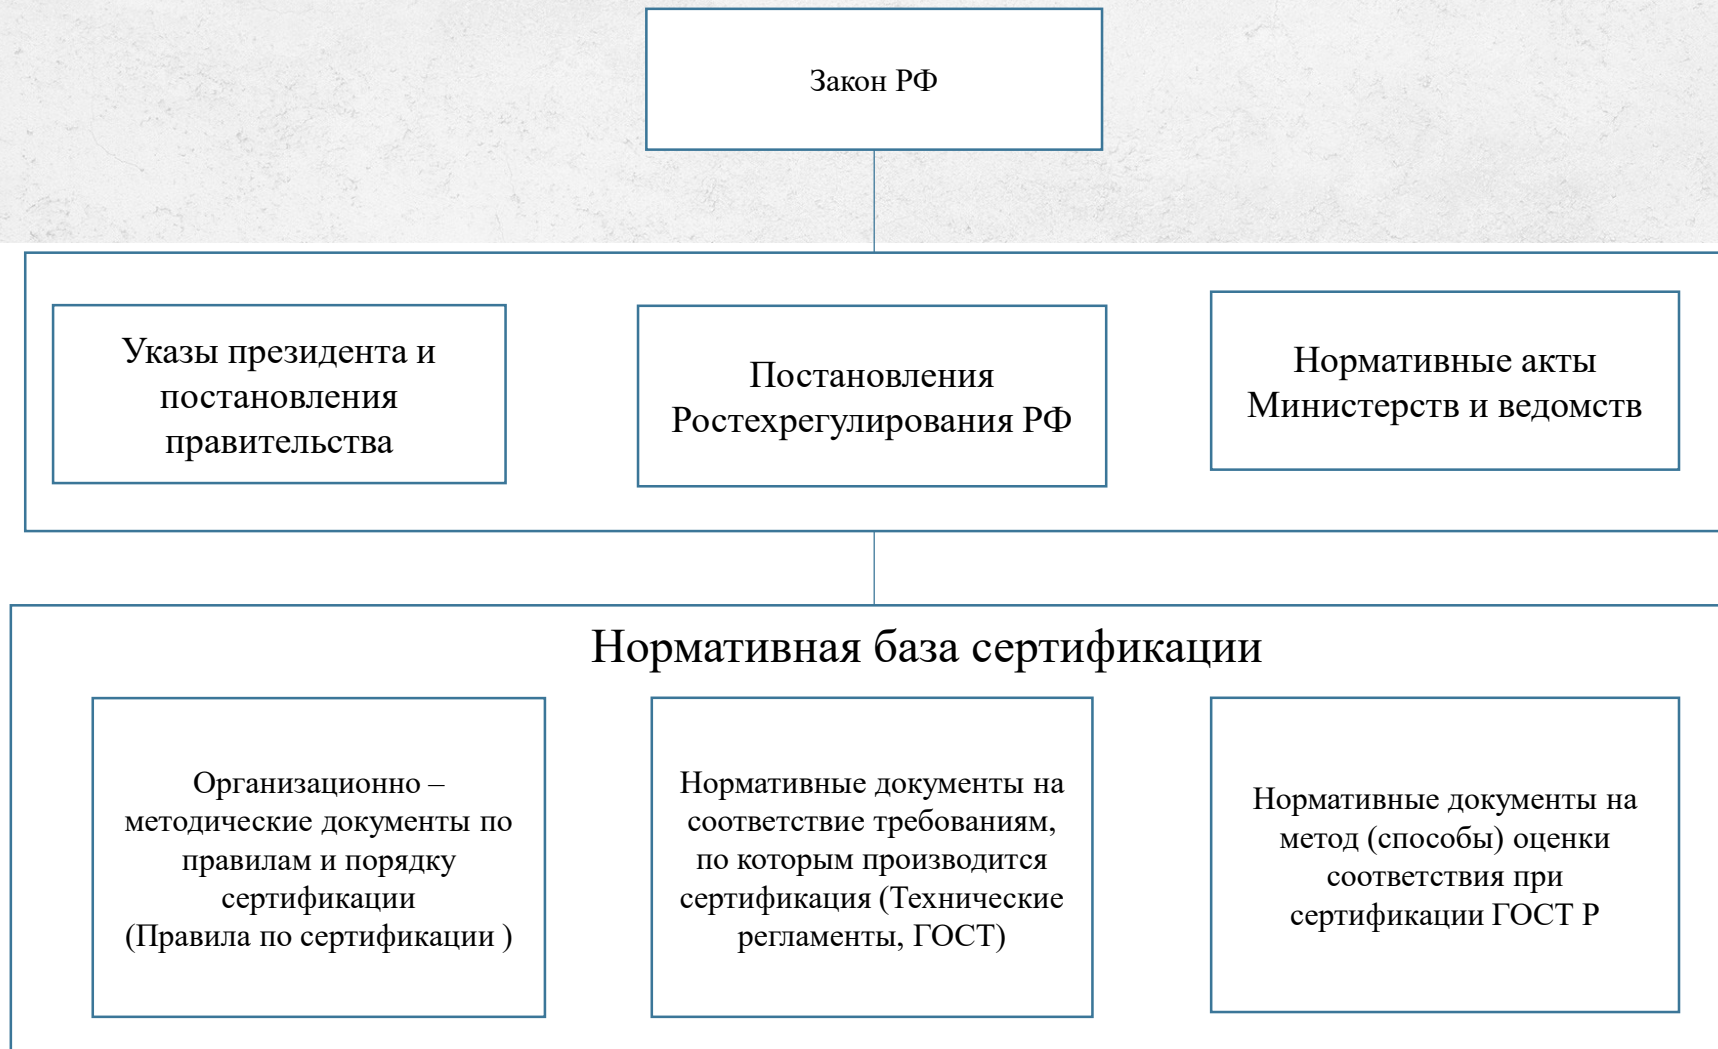 Закон РФ
Указы президента и
постановления
правительства
Постановления
Ростехрегулирования РФ
Нормативные акты
Министерств и ведомств
Нормативная база сертификации
Организационно –
методические документы по
правилам и порядку
сертификации
(Правила по сертификации )
Нормативные документы на
соответствие требованиям,
по которым производится
сертификация (Технические
регламенты, ГОСТ)
Нормативные документы на
метод (способы) оценки
соответствия при
сертификации ГОСТ Р